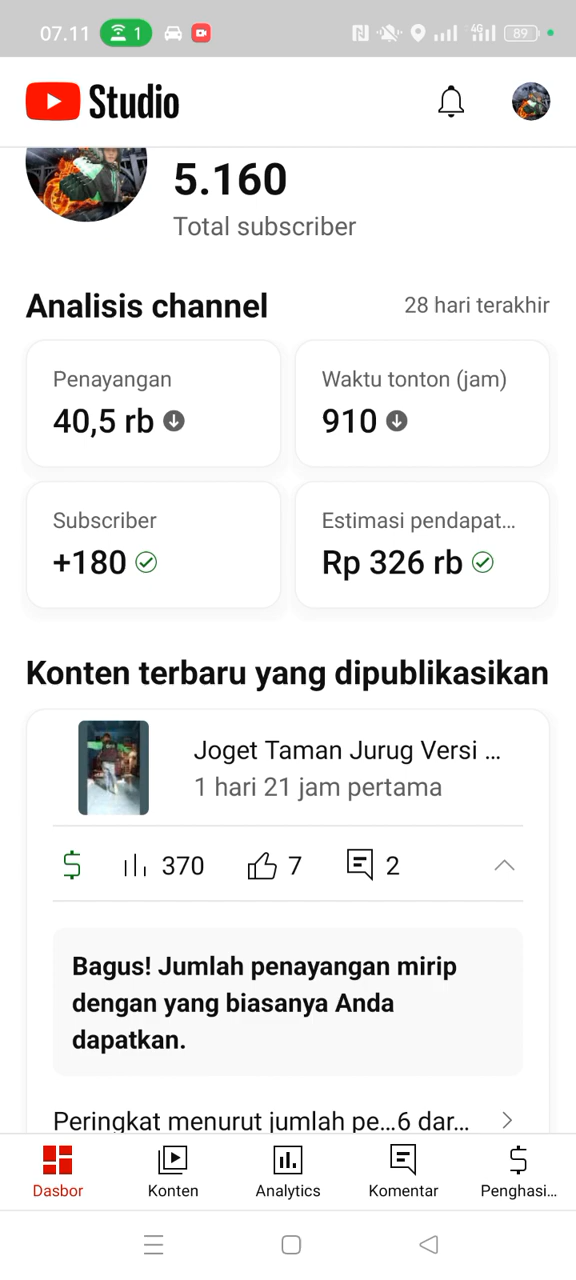 07.11
1
4G
89
Studio
5.160
Total subscriber
Analisis channel
28 hari terakhir
Penayangan
40,5 rb
Waktu tonton (jam)
910
Subscriber
+180
Estimasi pendapat...
Rp 326 rb
Konten terbaru yang dipublikasikan
Joget Taman Jurug Versi ...
1 hari 21 jam pertama
370
7
2
Bagus! Jumlah penayangan mirip
dengan yang biasanya Anda
dapatkan.
Peringkat menurut jumlah pe...6 dar...
Dasbor
Konten
Analytics
Komentar
Penghasi...